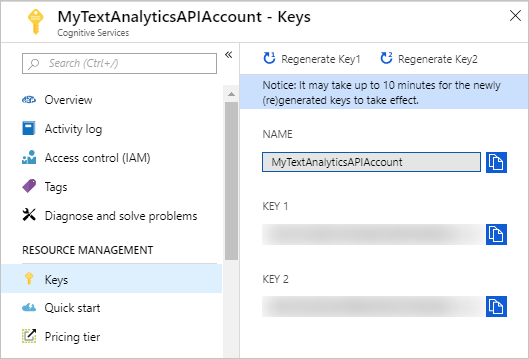 MyTextAnalyticsAPIAccount - Keys
Cognitive Services
Search (Ctrl+/)
«
Overview
Activity log
Access control (IAM)
Tags
Diagnose and solve problems
RESOURCE MANAGEMENT
Keys
Quick start
Pricing tier
Regenerate Key1
Regenerate Key2
Notice: It may take up to 10 minutes for the newly
(re)generated keys to take effect.
NAME
MyTextAnalyticsAPIAccount
KEY 1
KEY 2